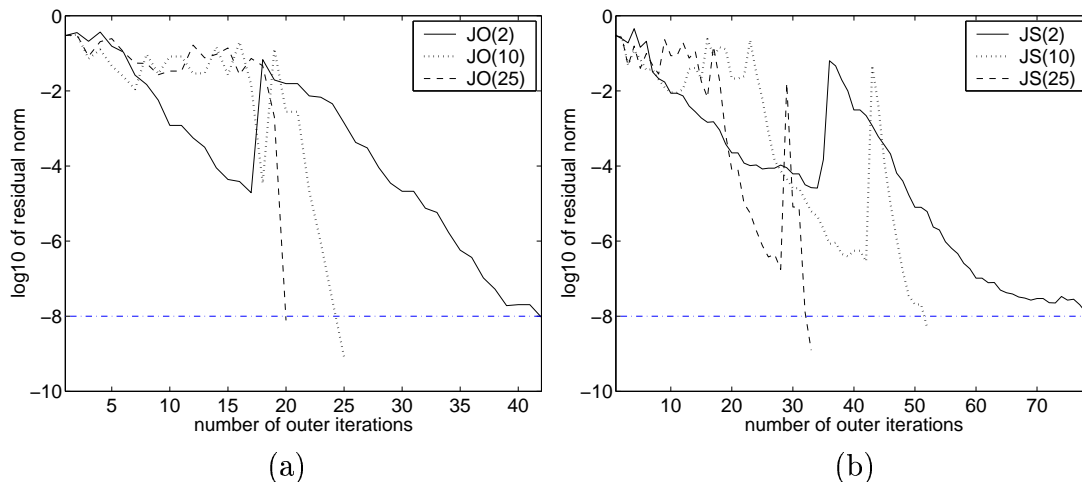 0
−2
−4
−6
−8
−10
log10 of residual norm
5 10 15 20 25 30 35 40
number of outer iterations
JO(2)
JO(10)
JO(25)
(a)
0
−2
−4
−6
−8
−10
log10 of residual norm
10 20 30 40 50 60 70
number of outer iterations
JS(2)
JS(10)
JS(25)
(b)